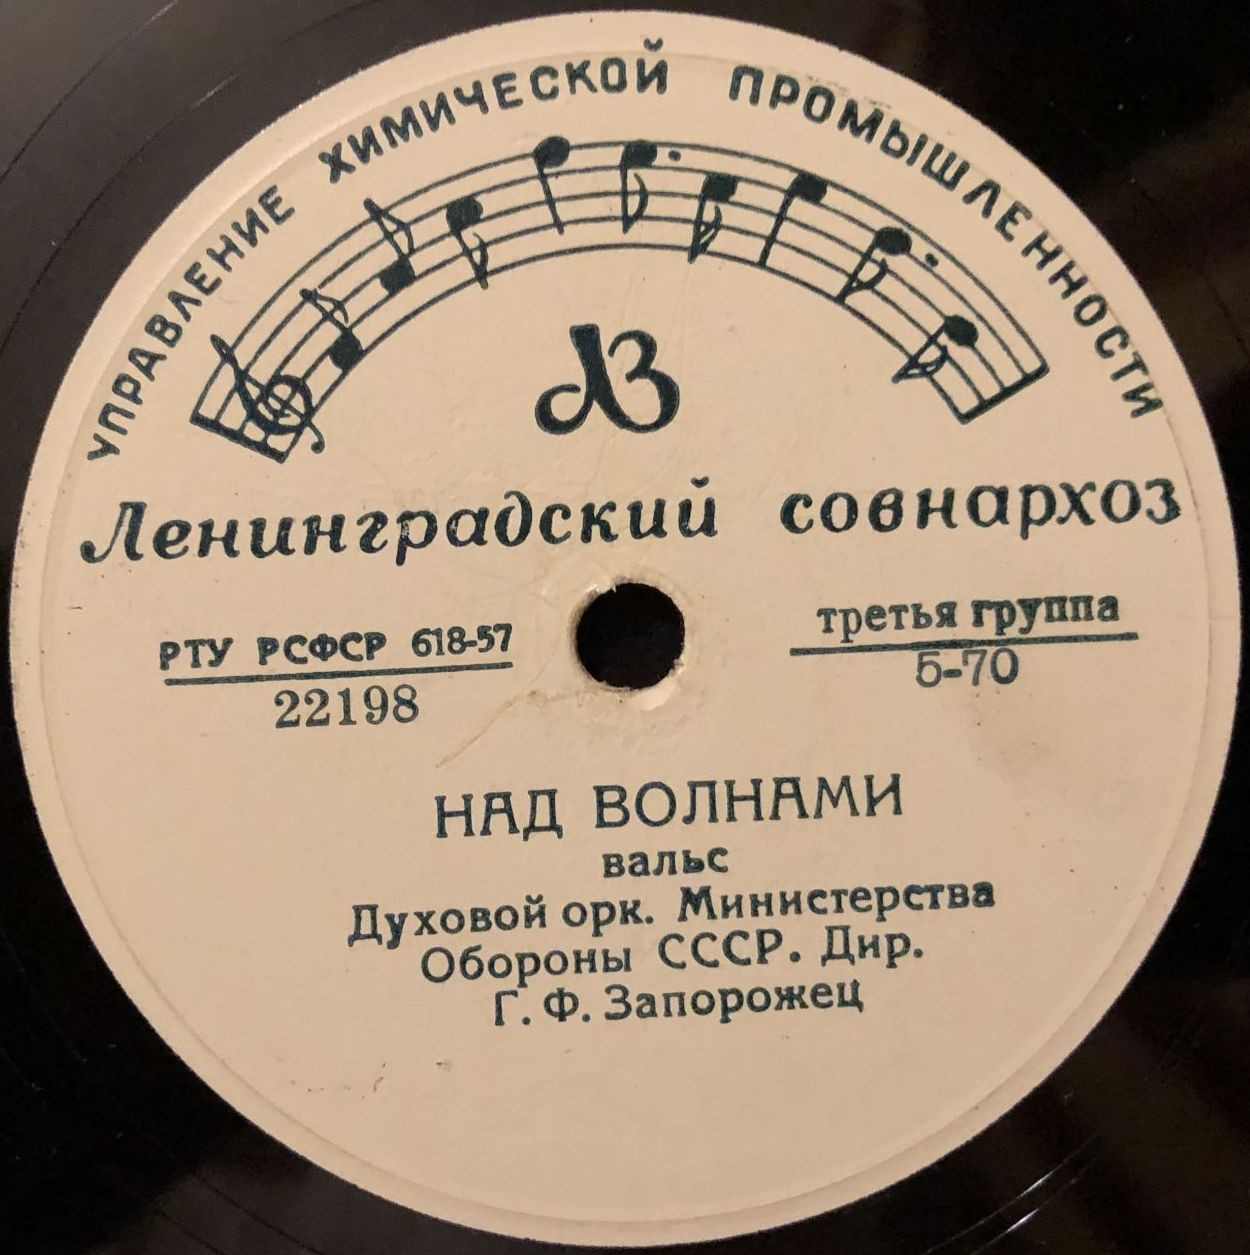 УПРАВЛЕНИЕ ХИМИЧЕСКОЙ ПРОМЫШЛЕННОСТИ
ЛЗ
Ленинградский совнархоз
РТУ РСФСР 618-57
22198
третья группа
5-70
НАД ВОЛНАМИ
вальс
Духовой орк. Министерства
Обороны СССР. Дир.
Г. Ф. Запорожец